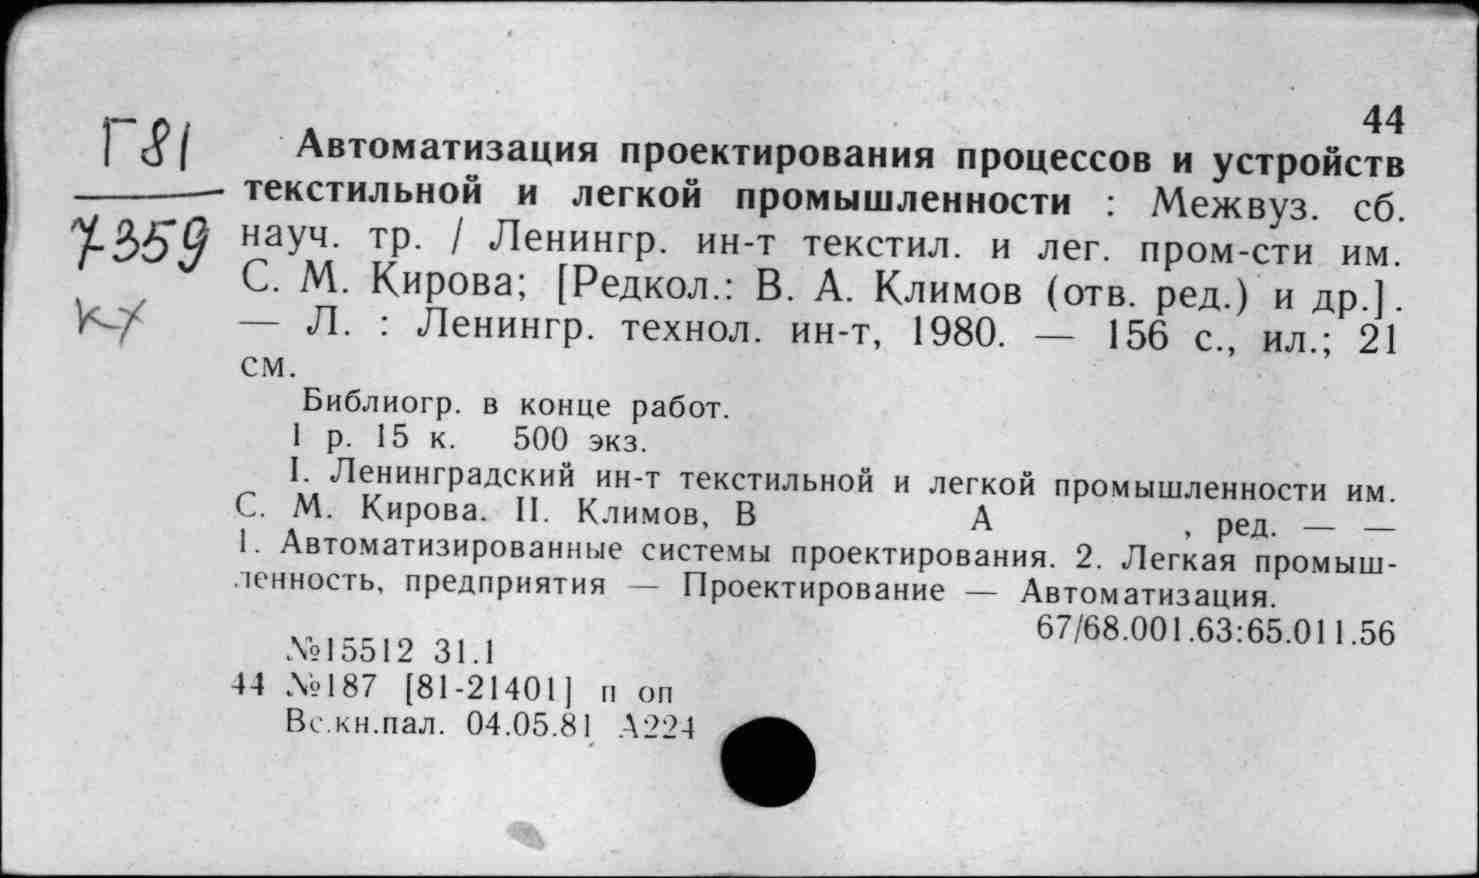 44
Г81
7-359
Автоматизация проектирования процессов и устройств
текстильной и легкой промышленности : Межвуз. сб.
науч. тр. / Ленингр. ин-т текстил. и лег. пром-сти им.
С. М. Кирова; [Редкол.: В. А. Климов (отв. ред.) и др.].
— Л. : Ленингр. технол. ин-т, 1980. — 156 с., ил.; 21
см.
Библиогр. в конце работ.
1 р. 15 к. 500 экз.
I. Ленинградский ин-т текстильной и легкой промышленности им.
С. М. Кирова. II. Климов, В А , ред. — —
1. Автоматизированные системы проектирования. 2. Легкая промыш-
ленность, предприятия — Проектирование — Автоматизация.
67/68.001.63:65.011.56
№15512 31.1
44 №187 [81-21401] п оп
Вс.кн.пал. 04.05.81 А224